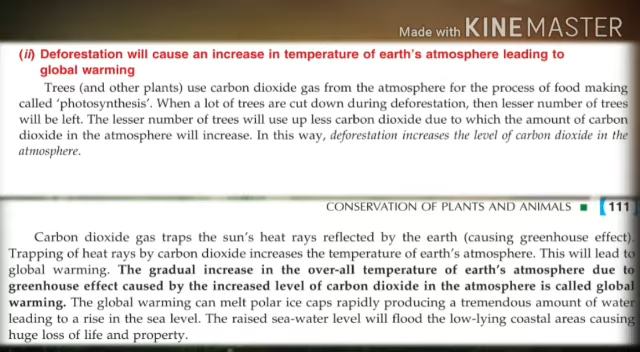 Made with KINEMASTER
(ii) Deforestation will cause an increase in temperature of earth's atmosphere leading to
global warming
Trees (and other plants) use carbon dioxide gas from the atmosphere for the process of food making
called 'photosynthesis'. When a lot of trees are cut down during deforestation, then lesser number of trees
will be left. The lesser number of trees will use up less carbon dioxide due to which the amount of carbon
dioxide in the atmosphere will increase. In this way, deforestation increases the level of carbon dioxide in the
atmosphere.
CONSERVATION OF PLANTS AND ANIMALS ■ 111
Carbon dioxide gas traps the sun's heat rays reflected by the earth (causing greenhouse effect).
Trapping of heat rays by carbon dioxide increases the temperature of earth's atmosphere. This will lead to
global warming. The gradual increase in the over-all temperature of earth's atmosphere due to
greenhouse effect caused by the increased level of carbon dioxide in the atmosphere is called global
warming. The global warming can melt polar ice caps rapidly producing a tremendous amount of water
leading to a rise in the sea level. The raised sea-water level will flood the low-lying coastal areas causing
huge loss of life and property.